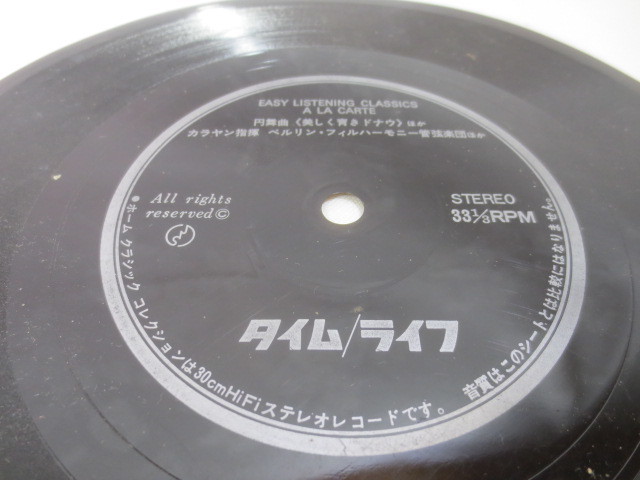 EASY LISTENING CLASSICS
A LA CARTE
円舞曲《美しく青きドナウ》ほか
カラヤン指揮 ベルリン・フィルハーモニー管弦楽団ほか
All rights
reserved©
STEREO
33⅓RPM
タイム/ライフ
●ホーム クラシック コレクションは30cmHiFiステレオレコードです。 音質はこのシートとは比較にはなりません。